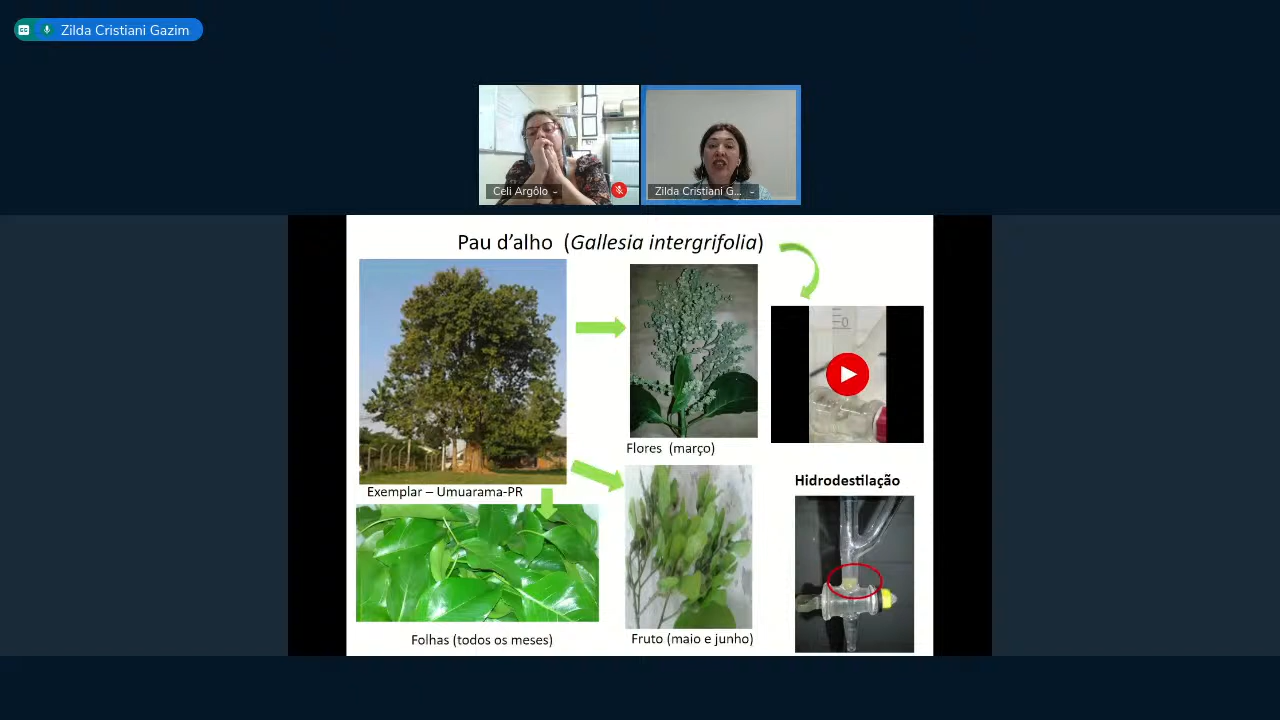 Zilda Cristiani Gazim
Celi Argôlo
Zilda Cristiani G...
Pau d'alho (Gallesia intergrifolia)
Flores (março)
Exemplar – Umuarama-PR
Hidrodestilação
Folhas (todos os meses)
Fruto (maio e junho)